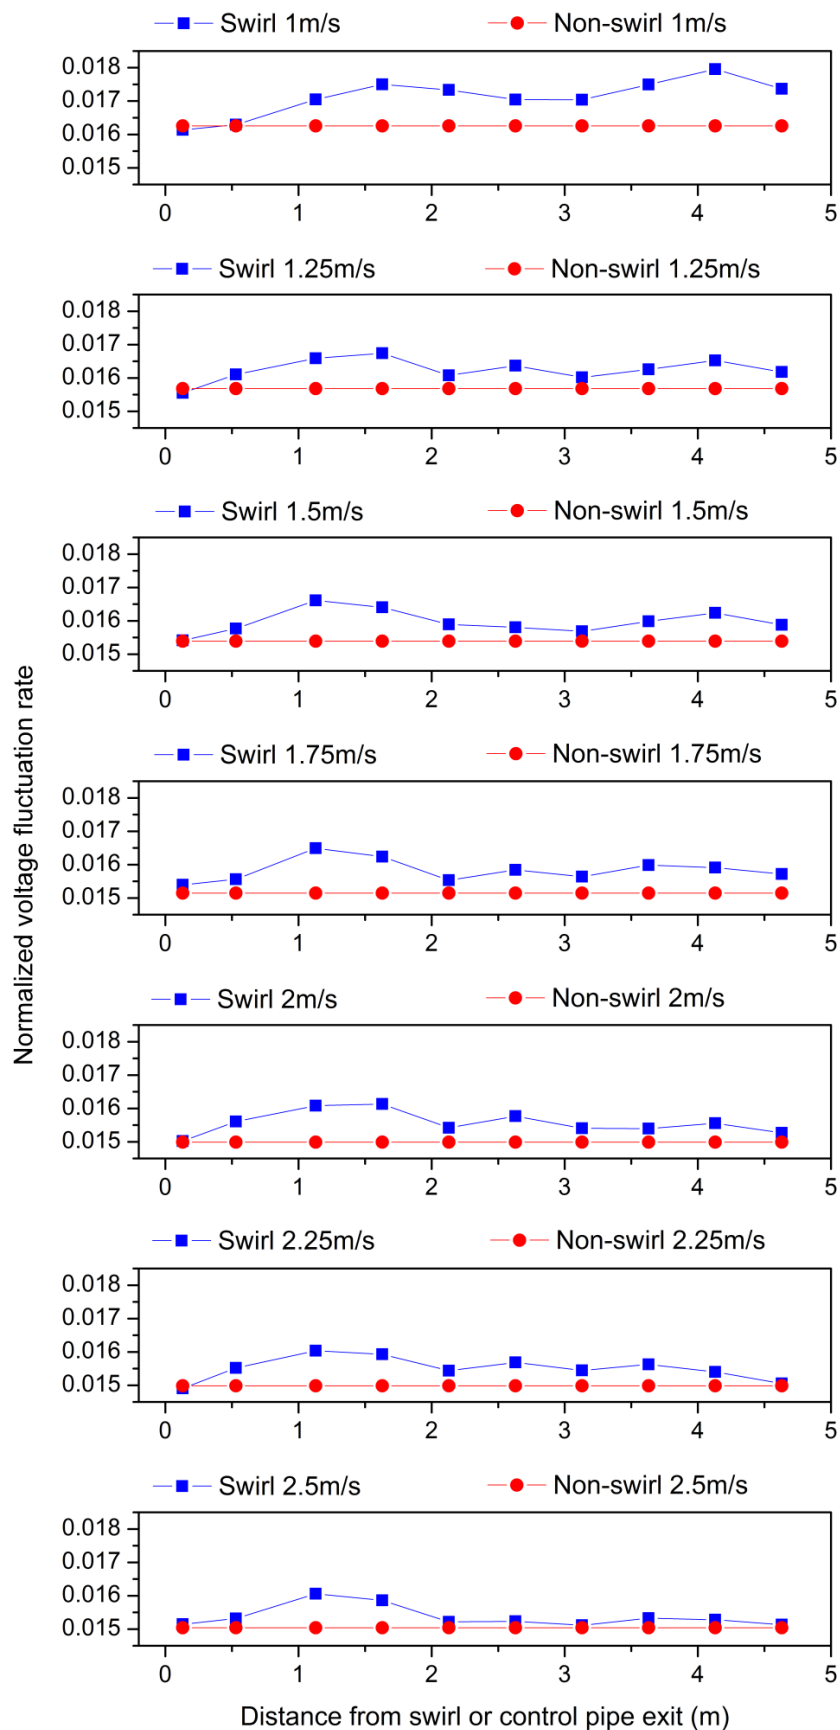 Swirl 1m/s Non-swirl 1m/s
0.018
0.017
0.016
0.015
0 1 2 3 4 5
Swirl 1.25m/s Non-swirl 1.25m/s
0.018
0.017
0.016
0.015
0 1 2 3 4 5
Swirl 1.5m/s Non-swirl 1.5m/s
0.018
0.017
0.016
0.015
0 1 2 3 4 5
Normalized voltage fluctuation rate
Swirl 1.75m/s Non-swirl 1.75m/s
0.018
0.017
0.016
0.015
0 1 2 3 4 5
Swirl 2m/s Non-swirl 2m/s
0.018
0.017
0.016
0.015
0 1 2 3 4 5
Swirl 2.25m/s Non-swirl 2.25m/s
0.018
0.017
0.016
0.015
0 1 2 3 4 5
Swirl 2.5m/s Non-swirl 2.5m/s
0.018
0.017
0.016
0.015
0 1 2 3 4 5
Distance from swirl or control pipe exit (m)